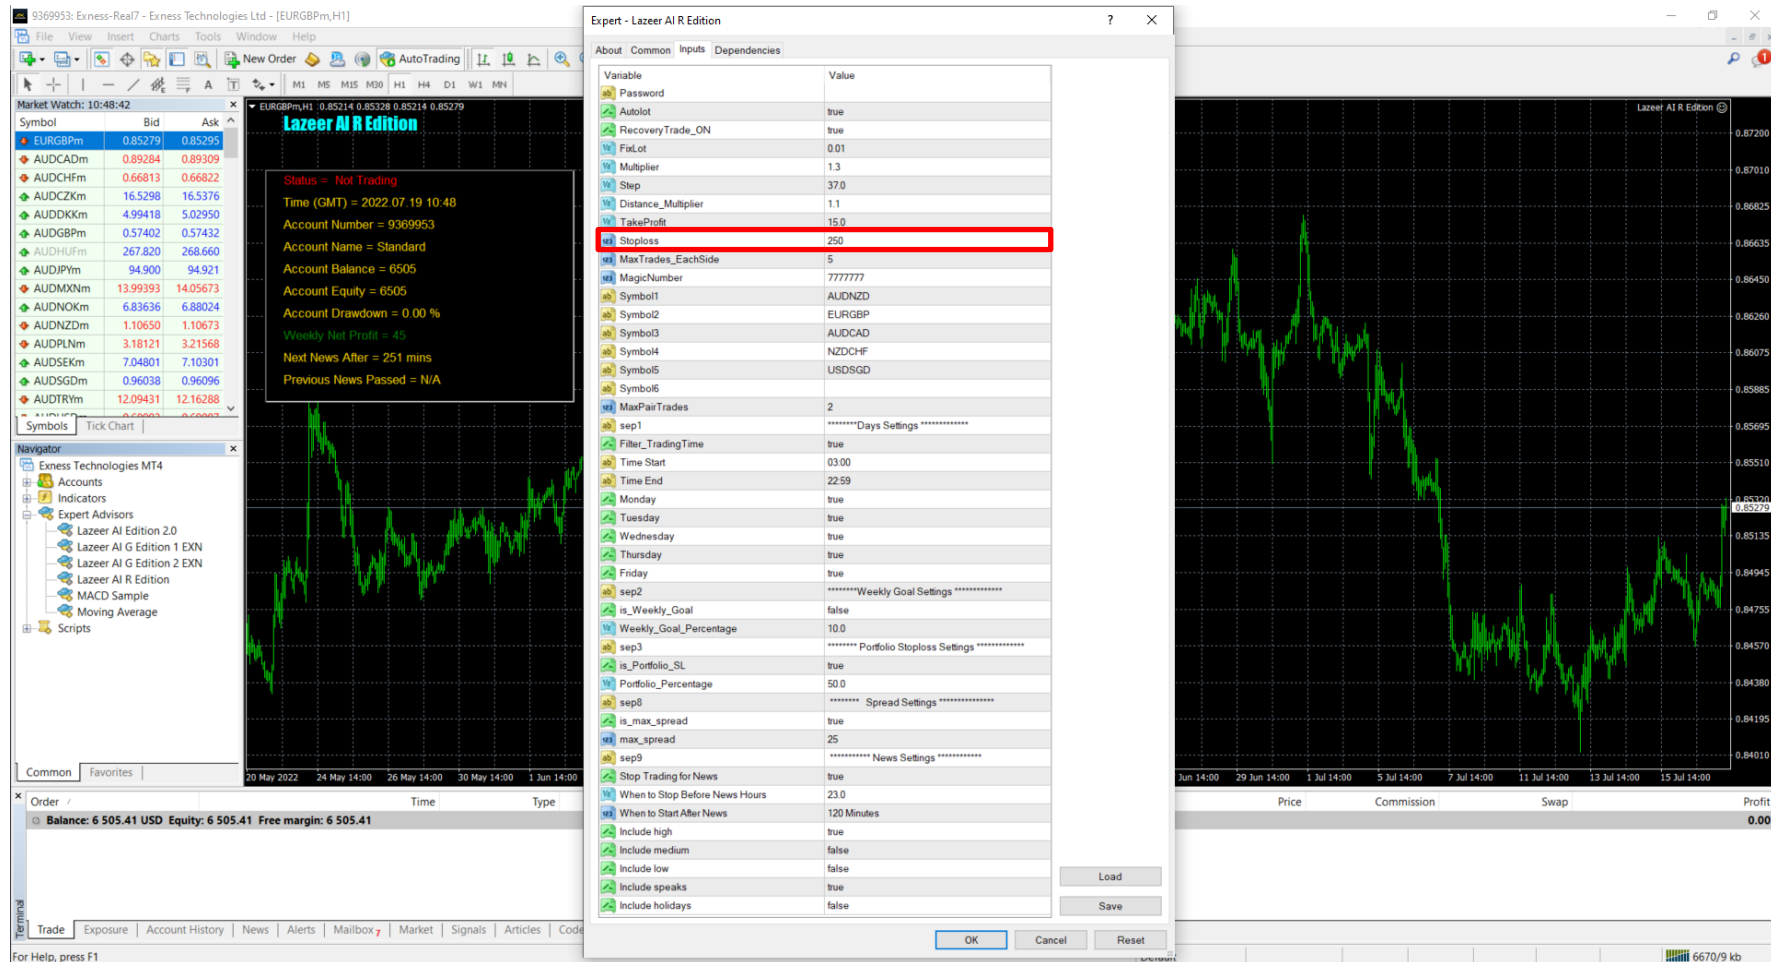 9369953: Exness-Real7 - Exness Technologies Ltd - [EURGBPm,H1]
File View Insert Charts Tools Window Help
New Order AutoTrading
A T M1 M5 M15 M30 H1 H4 D1 W1 MN
1
Market Watch: 10:48:42
Symbol Bid Ask
EURGBPm 0.85279 0.85295
AUDCADm 0.89284 0.89309
AUDCHFm 0.66813 0.66822
AUDCZKm 16.5298 16.5376
AUDDKKm 4.99418 5.02950
AUDGBPm 0.57402 0.57432
AUDHUFm 267.820 268.660
AUDJPYm 94.900 94.921
AUDMXNm 13.99393 14.05673
AUDNOKm 6.83636 6.88024
AUDNZDm 1.10650 1.10673
AUDPLNm 3.18121 3.21568
AUDSEKm 7.04801 7.10301
AUDSGDm 0.96038 0.96096
AUDTRYm 12.09431 12.16288
Symbols Tick Chart
Navigator
Exness Technologies MT4
Accounts
Indicators
Expert Advisors
Lazeer AI Edition 2.0
Lazeer AI G Edition 1 EXN
Lazeer AI G Edition 2 EXN
Lazeer AI R Edition
MACD Sample
Moving Average
Scripts
Common Favorites
EURGBPm,H1 0.85214 0.85328 0.85214 0.85279
Lazeer AI R Edition
Status = Not Trading
Time (GMT) = 2022.07.19 10:48
Account Number = 9369953
Account Name = Standard
Account Balance = 6505
Account Equity = 6505
Account Drawdown = 0.00 %
Weekly Net Profit = 45
Next News After = 251 mins
Previous News Passed = N/A
20 May 2022 24 May 14:00 26 May 14:00 30 May 14:00 1 Jun 14:00
Expert - Lazeer AI R Edition
? ×
About Common Inputs Dependencies
Variable Value
Password
Autolot true
RecoveryTrade_ON true
FixLot 0.01
Multiplier 1.3
Step 37.0
Distance_Multiplier 1.1
TakeProfit 15.0
Stoploss 250
MaxTrades_EachSide 5
MagicNumber 7777777
Symbol1 AUDNZD
Symbol2 EURGBP
Symbol3 AUDCAD
Symbol4 NZDCHF
Symbol5 USDSGD
Symbol6
MaxPairTrades 2
sep1 ********Days Settings *************
Filter_TradingTime true
Time Start 03:00
Time End 22:59
Monday true
Tuesday true
Wednesday true
Thursday true
Friday true
sep2 ********Weekly Goal Settings *************
is_Weekly_Goal false
Weekly_Goal_Percentage 10.0
sep3 ******** Portfolio Stoploss Settings *************
is_Portfolio_SL true
Portfolio_Percentage 50.0
sep8 ******** Spread Settings ***************
is_max_spread true
max_spread 25
sep9 *********** News Settings ************
Stop Trading for News true
When to Stop Before News Hours 23.0
When to Start After News 120 Minutes
Include high true
Include medium false
Include low false
Include speaks true
Include holidays false
Load
Save
OK Cancel Reset
Lazeer AI R Edition
0.87200
0.87010
0.86825
0.86635
0.86450
0.86260
0.86075
0.85885
0.85695
0.85510
0.85320
0.85279
0.85135
0.84945
0.84755
0.84570
0.84380
0.84195
0.84010
Jun 14:00 29 Jun 14:00 1 Jul 14:00 5 Jul 14:00 7 Jul 14:00 11 Jul 14:00 13 Jul 14:00 15 Jul 14:00
Order / Time Type Price Commission Swap Profit
Balance: 6 505.41 USD Equity: 6 505.41 Free margin: 6 505.41 0.00
Terminal
Trade Exposure Account History News Alerts Mailbox 7 Market Signals Articles Code
For Help, press F1 6670/9 kb